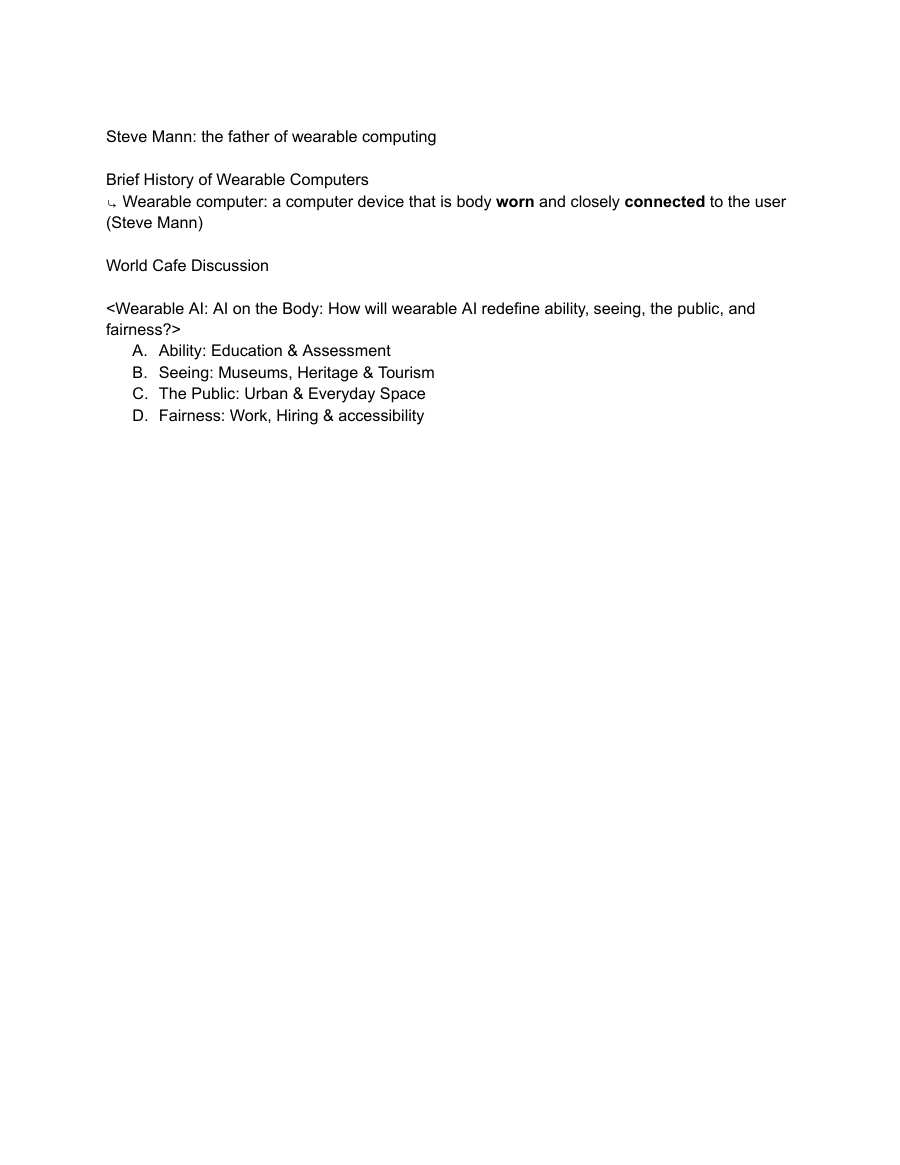 Steve Mann: the father of wearable computing
Brief History of Wearable Computers
⤷ Wearable computer: a computer device that is body worn and closely connected to the user
(Steve Mann)
World Cafe Discussion
<Wearable AI: AI on the Body: How will wearable AI redefine ability, seeing, the public, and
fairness?>
A. Ability: Education & Assessment
B. Seeing: Museums, Heritage & Tourism
C. The Public: Urban & Everyday Space
D. Fairness: Work, Hiring & accessibility